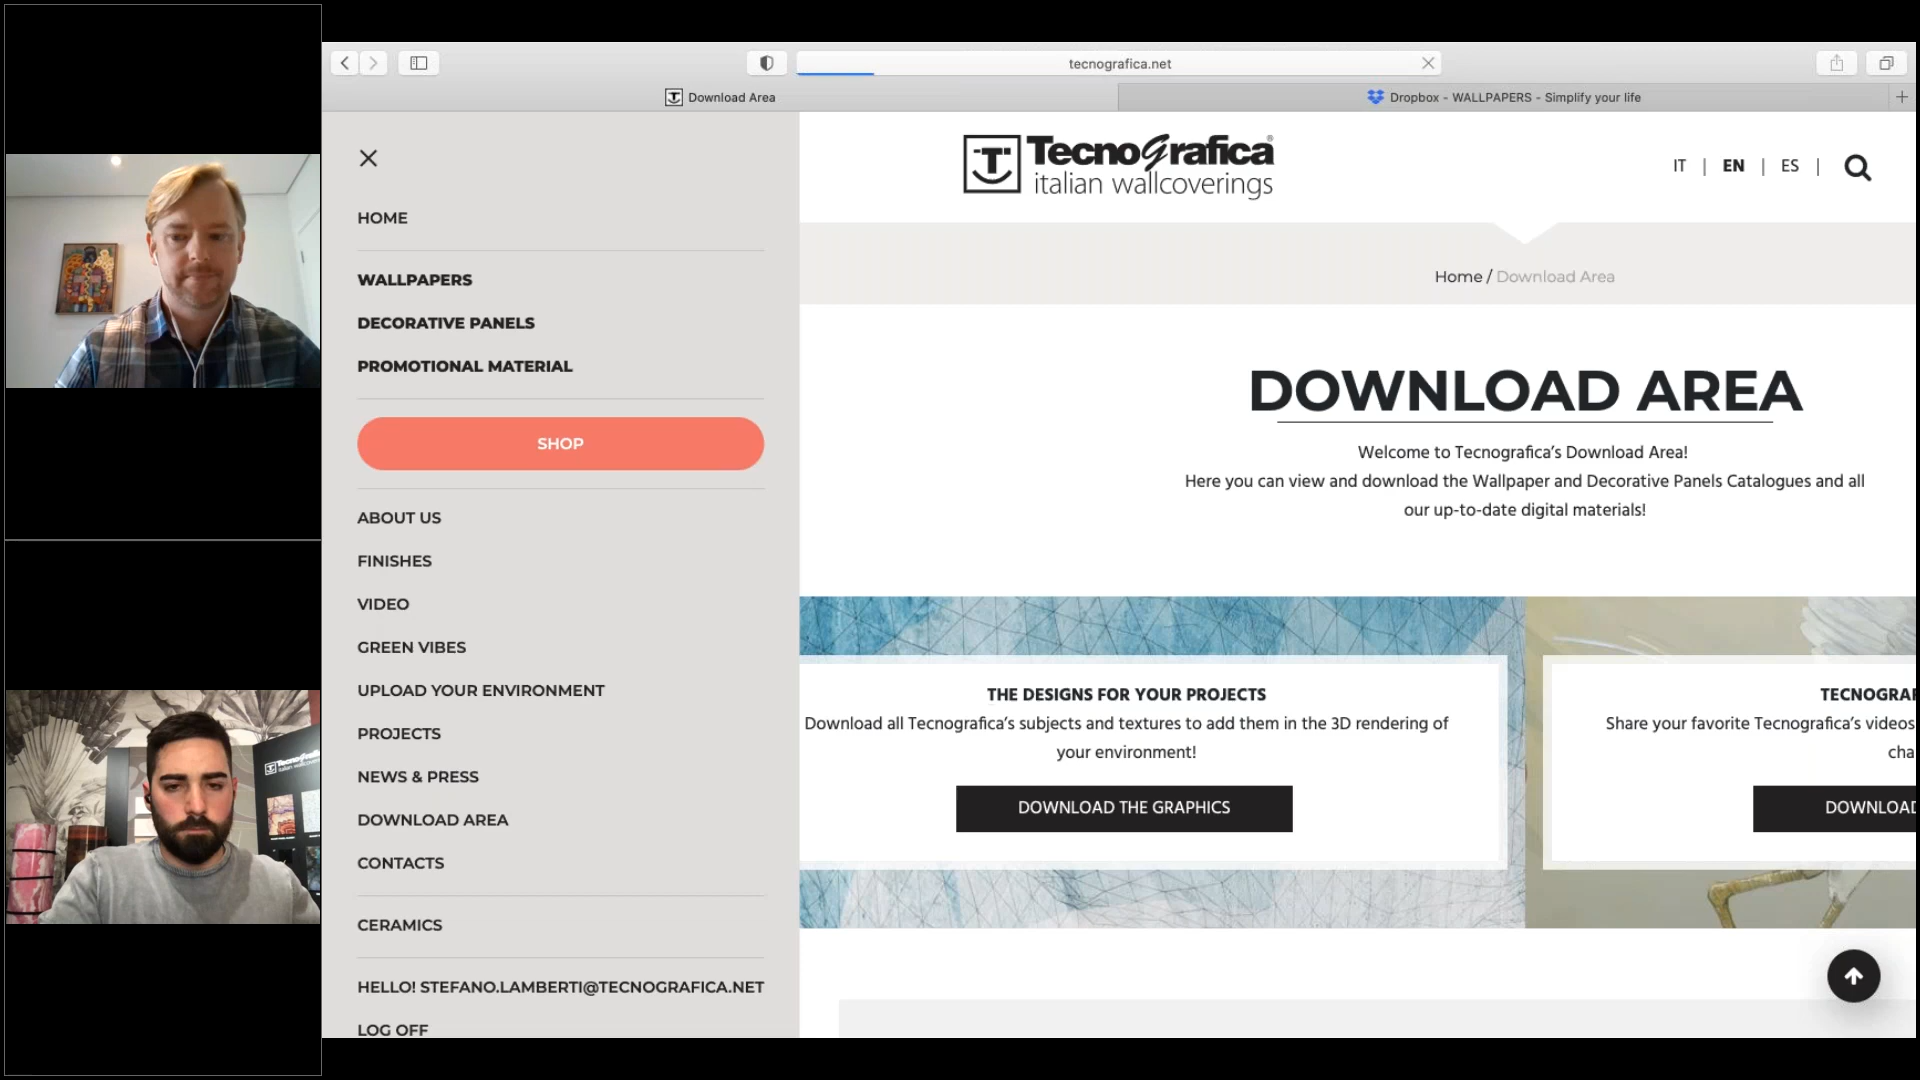 tecnografica.net
Download Area
Dropbox - WALLPAPERS - Simplify your life
HOME
WALLPAPERS
DECORATIVE PANELS
PROMOTIONAL MATERIAL
SHOP
ABOUT US
FINISHES
VIDEO
GREEN VIBES
UPLOAD YOUR ENVIRONMENT
PROJECTS
NEWS & PRESS
DOWNLOAD AREA
CONTACTS
CERAMICS
HELLO! STEFANO.LAMBERTI@TECNOGRAFICA.NET
LOG OFF
TecnoGrafica®
italian wallcoverings
IT | EN | ES |
Home / Download Area
DOWNLOAD AREA
Welcome to Tecnografica’s Download Area!
Here you can view and download the Wallpaper and Decorative Panels Catalogues and all
our up-to-date digital materials!
THE DESIGNS FOR YOUR PROJECTS
Download all Tecnografica’s subjects and textures to add them in the 3D rendering of
your environment!
DOWNLOAD THE GRAPHICS
TECNOGRAF
Share your favorite Tecnografica’s videos
cha
DOWNLOAD